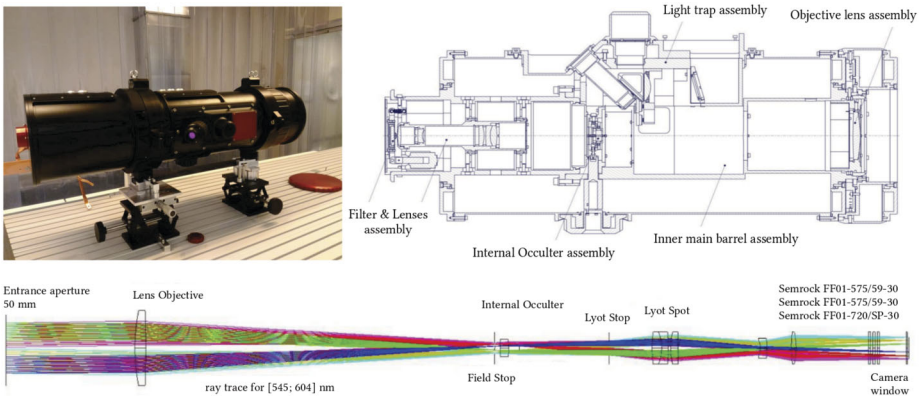 Light trap assembly
Objective lens assembly
Filter & Lenses
assembly
Internal Occulter assembly
Inner main barrel assembly
Entrance aperture
50 mm
Lens Objective
Internal Occulter
Lyot Stop
Lyot Spot
Semrock FF01-575/59-30
Semrock FF01-575/59-30
Semrock FF01-720/SP-30
ray trace for [545; 604] nm
Field Stop
Camera
window